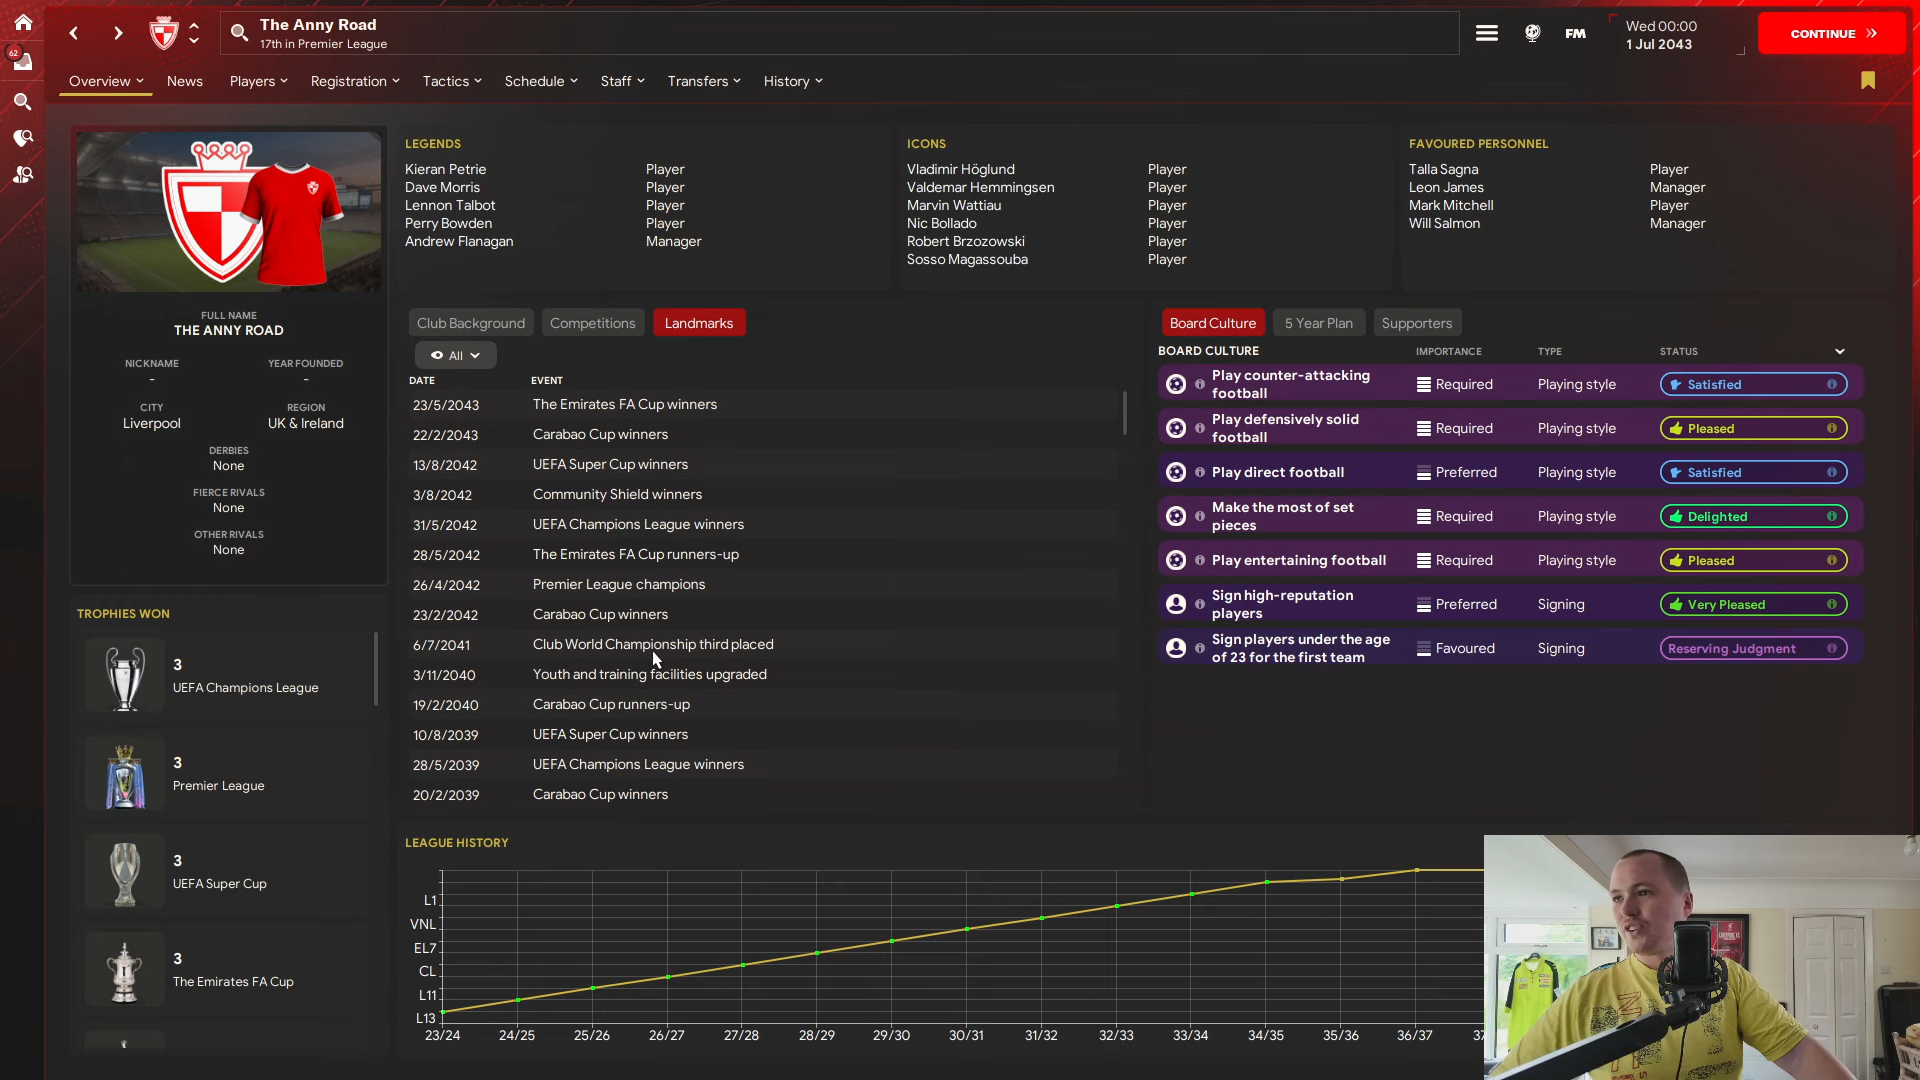 The Anny Road
17th in Premier League
62
FM
Wed 00:00
1 Jul 2043
CONTINUE
Overview
News
Players
Registration
Tactics
Schedule
Staff
Transfers
History
FULL NAME
THE ANNY ROAD
NICKNAME
-
YEAR FOUNDED
-
CITY
Liverpool
REGION
UK & Ireland
DERBIES
None
FIERCE RIVALS
None
OTHER RIVALS
None
LEGENDS
Kieran Petrie Player
Dave Morris Player
Lennon Talbot Player
Perry Bowden Player
Andrew Flanagan Manager
ICONS
Vladimir Höglund Player
Valdemar Hemmingsen Player
Marvin Wattiau Player
Nic Bollado Player
Robert Brzozowski Player
Sosso Magassouba Player
FAVOURED PERSONNEL
Talla Sagna Player
Leon James Manager
Mark Mitchell Player
Will Salmon Manager
Club Background
Competitions
Landmarks
All
DATE EVENT
23/5/2043 The Emirates FA Cup winners
22/2/2043 Carabao Cup winners
13/8/2042 UEFA Super Cup winners
3/8/2042 Community Shield winners
31/5/2042 UEFA Champions League winners
28/5/2042 The Emirates FA Cup runners-up
26/4/2042 Premier League champions
23/2/2042 Carabao Cup winners
6/7/2041 Club World Championship third placed
3/11/2040 Youth and training facilities upgraded
19/2/2040 Carabao Cup runners-up
10/8/2039 UEFA Super Cup winners
28/5/2039 UEFA Champions League winners
20/2/2039 Carabao Cup winners
Board Culture
5 Year Plan
Supporters
BOARD CULTURE IMPORTANCE TYPE STATUS
Play counter-attacking
football
Required Playing style Satisfied
Play defensively solid
football
Required Playing style Pleased
Play direct football Preferred Playing style Satisfied
Make the most of set
pieces
Required Playing style Delighted
Play entertaining football Required Playing style Pleased
Sign high-reputation
players
Preferred Signing Very Pleased
Sign players under the age
of 23 for the first team
Favoured Signing Reserving Judgment
TROPHIES WON
3
UEFA Champions League
3
Premier League
3
UEFA Super Cup
3
The Emirates FA Cup
LEAGUE HISTORY
L1
VNL
EL7
CL
L11
L13
23/24 24/25 25/26 26/27 27/28 28/29 29/30 30/31 31/32 32/33 33/34 34/35 35/36 36/37